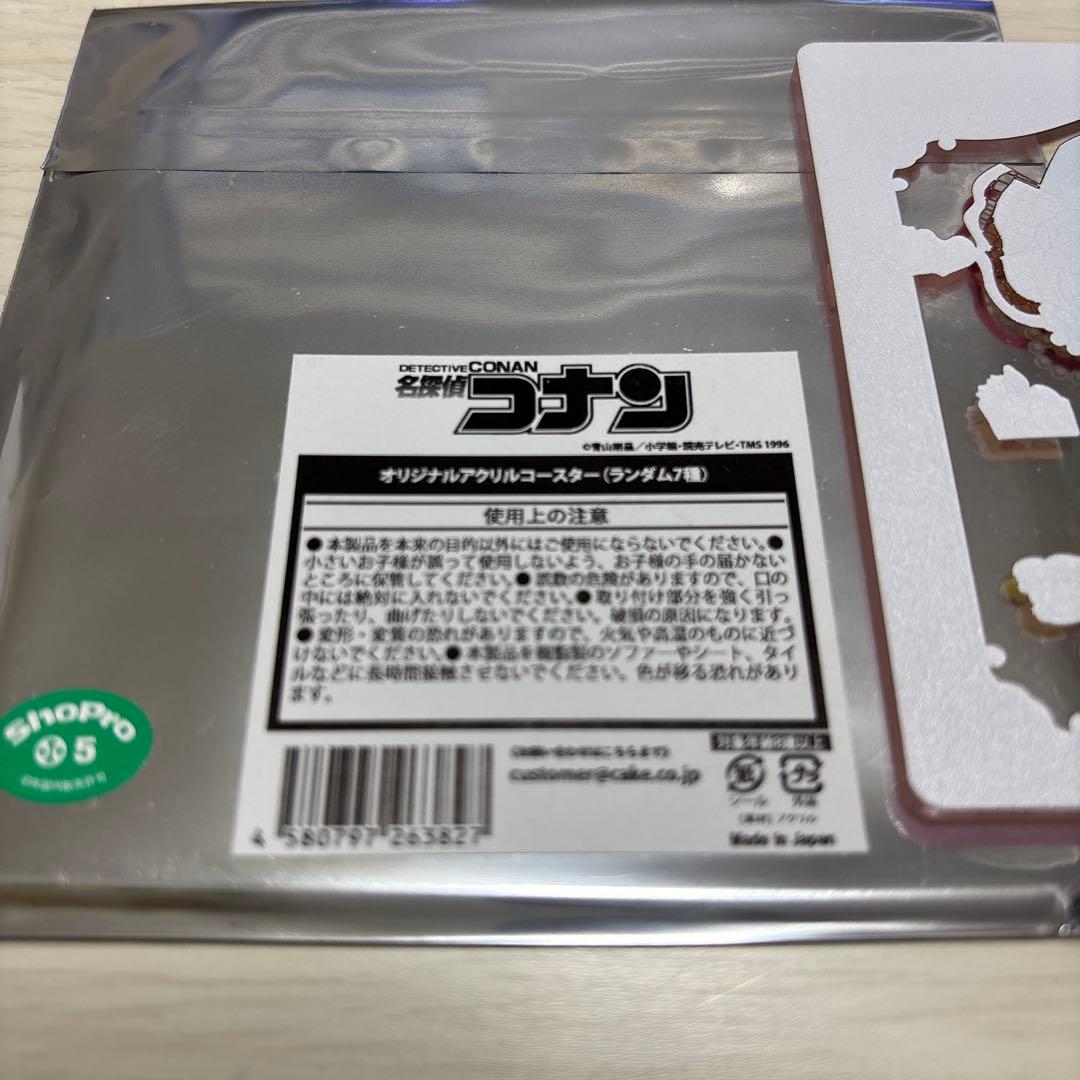 DETECTIVE CONAN
名探偵コナン
©青山剛昌/小学館・読売テレビ・TMS 1996
オリジナルアクリルコースター(ランダム7種)
使用上の注意
●本製品を本来の目的以外にはご使用にならないでください。●
小さいお子様が誤って使用しないよう、お子様の手の届かない
ところに保管してください。●誤飲の危険がありますので、口の
中には絶対に入れないでください。●取り付け部分を強く引っ
張ったり、曲げたりしないでください。破損の原因になります。
●変形・変質の恐れがありますので、火気や高温のものに近づ
けないでください。●本製品を樹脂製のソファーやシート、タイ
ルなどに長時間接触させないでください。色が移る恐れがあり
ます。
ShoPro
小 5
対象年齢
customer@cake.co.jp
紙 プラ
シール 外装
4 580797 263827
Made in Japan